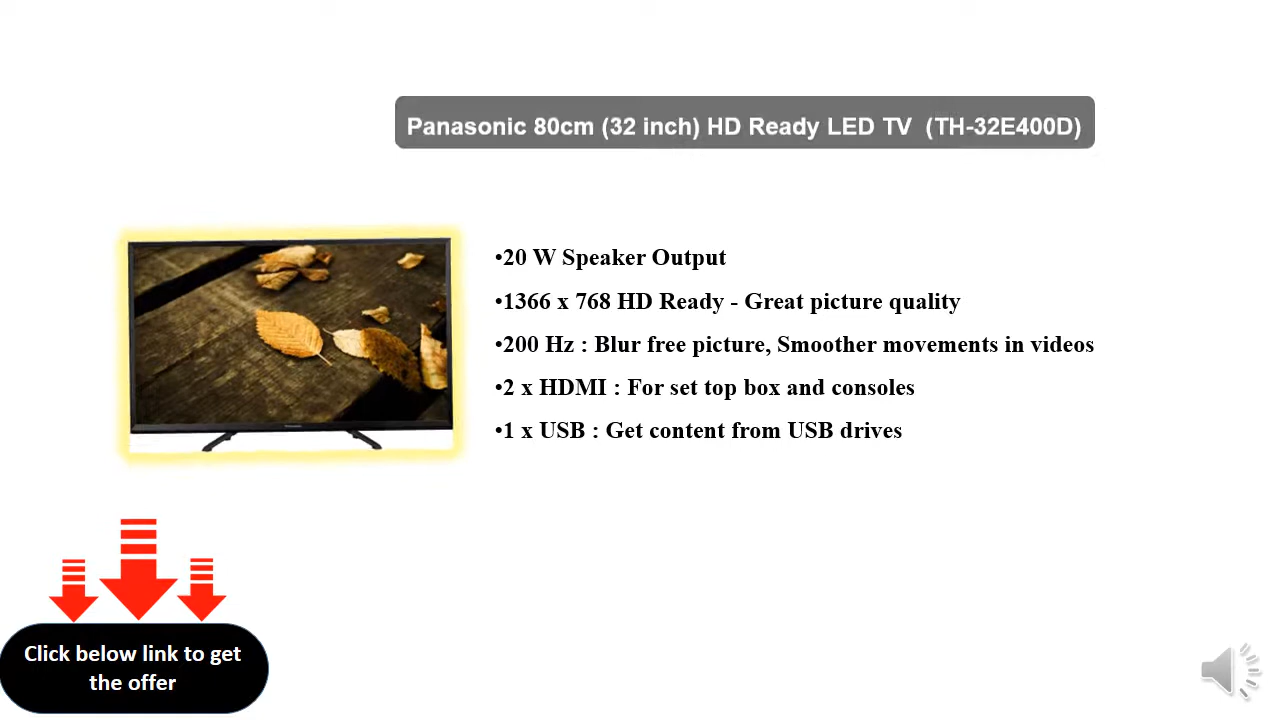 Panasonic 80cm (32 inch) HD Ready LED TV  (TH-32E400D)
•20 W Speaker Output
•1366 x 768 HD Ready - Great picture quality
•200 Hz : Blur free picture, Smoother movements in videos
•2 x HDMI : For set top box and consoles
•1 x USB : Get content from USB drives
Click below link to get
the offer